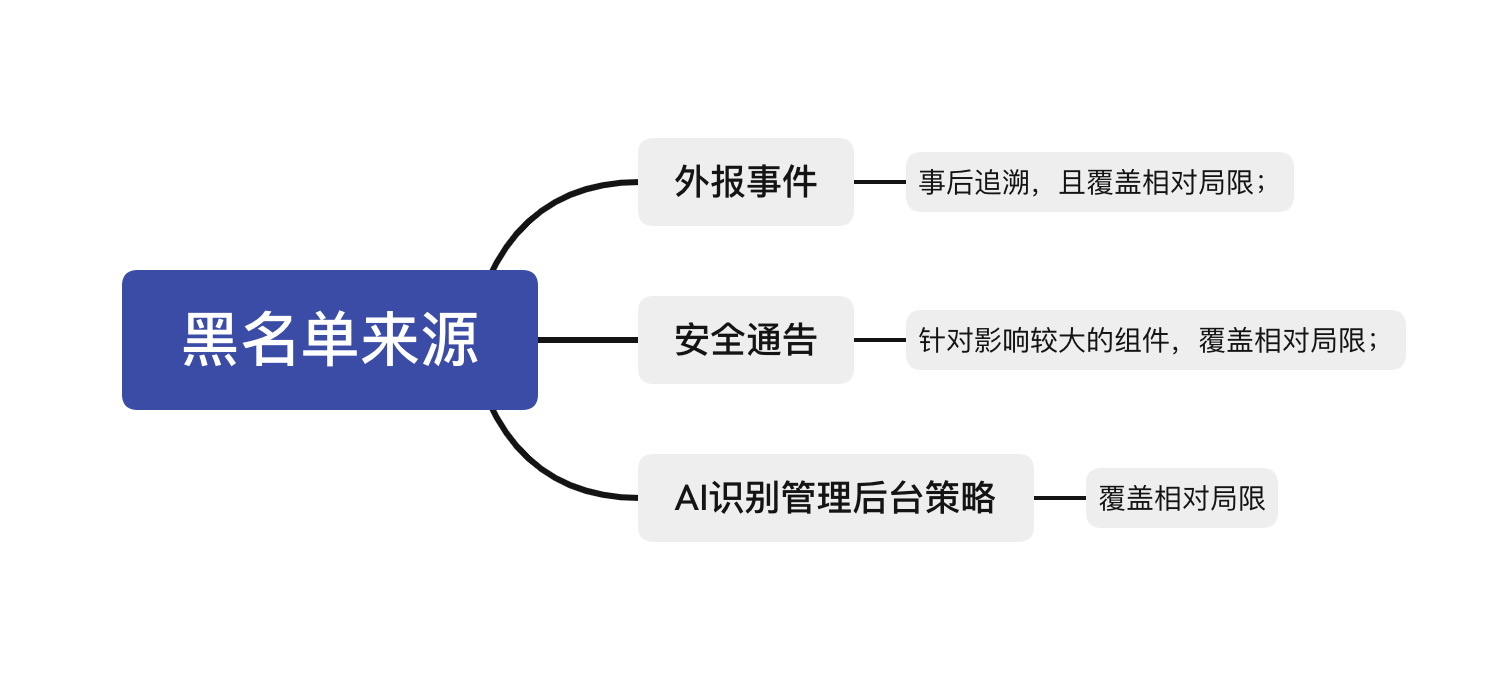 黑名单来源
外报事件
事后追溯，且覆盖相对局限；
安全通告
针对影响较大的组件，覆盖相对局限；
AI识别管理后台策略
覆盖相对局限